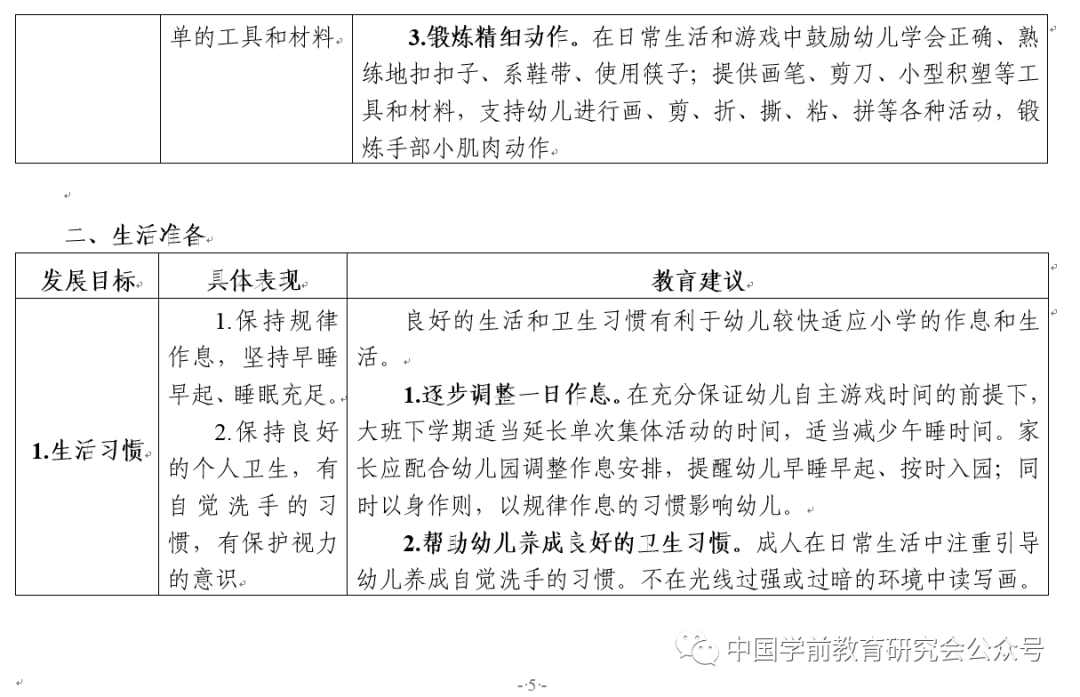 单的工具和材料
3.锻炼精细动作。在日常生活和游戏中鼓励幼儿学会正确、熟
练地扣扣子、系鞋带、使用筷子；提供画笔、剪刀、小型积塑等工
具和材料，支持幼儿进行画、剪、折、撕、粘、拼等各种活动，锻
炼手部小肌肉动作
二、生活准备
发展目标
具体表现
教育建议
1.生活习惯
1.保持规律
作息，坚持早睡
早起、睡眠充足。
2.保持良好
的个人卫生，有
自觉洗手的习
惯，有保护视力
的意识
良好的生活和卫生习惯有利于幼儿较快适应小学的作息和生
活。
1.逐步调整一日作息。在充分保证幼儿自主游戏时间的前提下，
大班下学期适当延长单次集体活动的时间，适当减少午睡时间。家
长应配合幼儿园调整作息安排，提醒幼儿早睡早起、按时入园；同
时以身作则，以规律作息的习惯影响幼儿。
2.帮助幼儿养成良好的卫生习惯。成人在日常生活中注重引导
幼儿养成自觉洗手的习惯。不在光线过强或过暗的环境中读写画。
中国学前教育研究会公众号
-5-